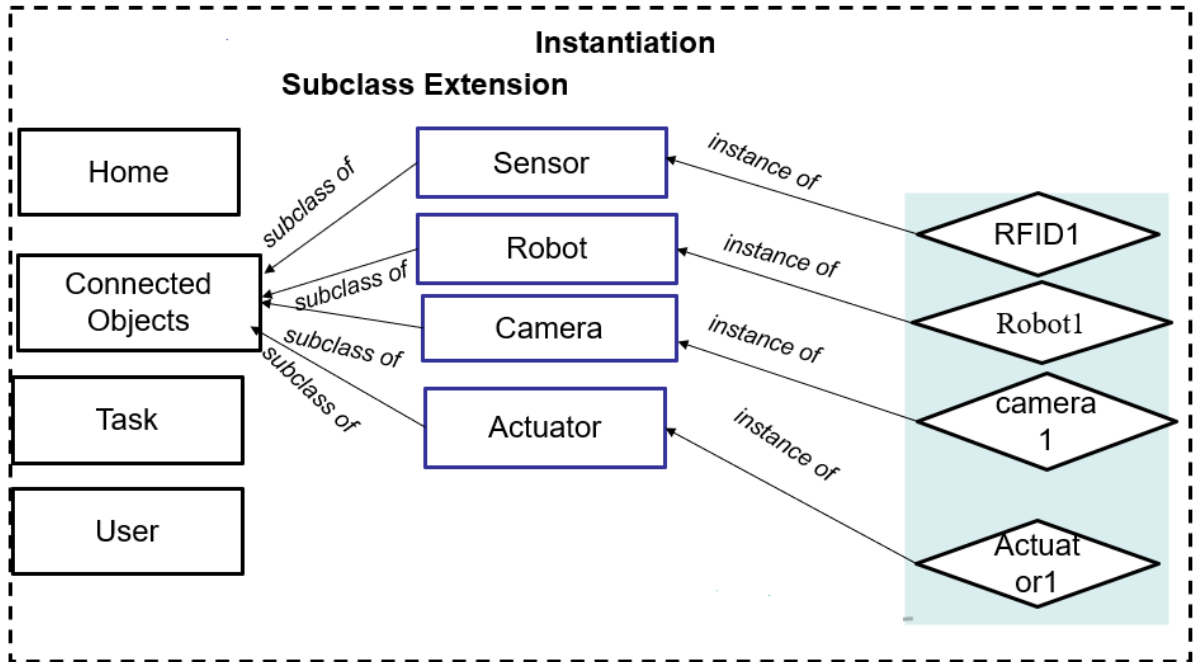 Instantiation
Subclass Extension
Home
Connected
Objects
Task
User
subclass of
subclass of
subclass of
subclass of
Sensor
Robot
Camera
Actuator
instance of
instance of
instance of
instance of
RFID1
Robot1
camera
1
Actuat
or1